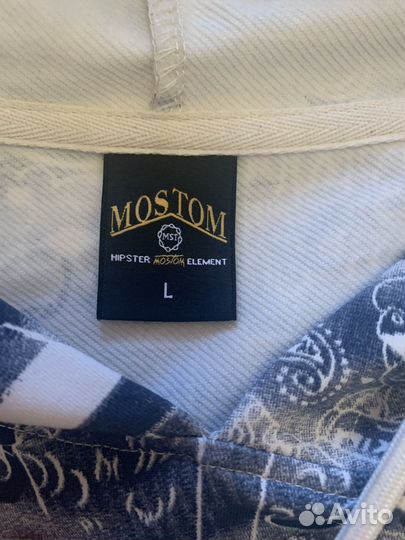 MOSTOM
MST
HIPSTER MOSTOM ELEMENT
L
Avito